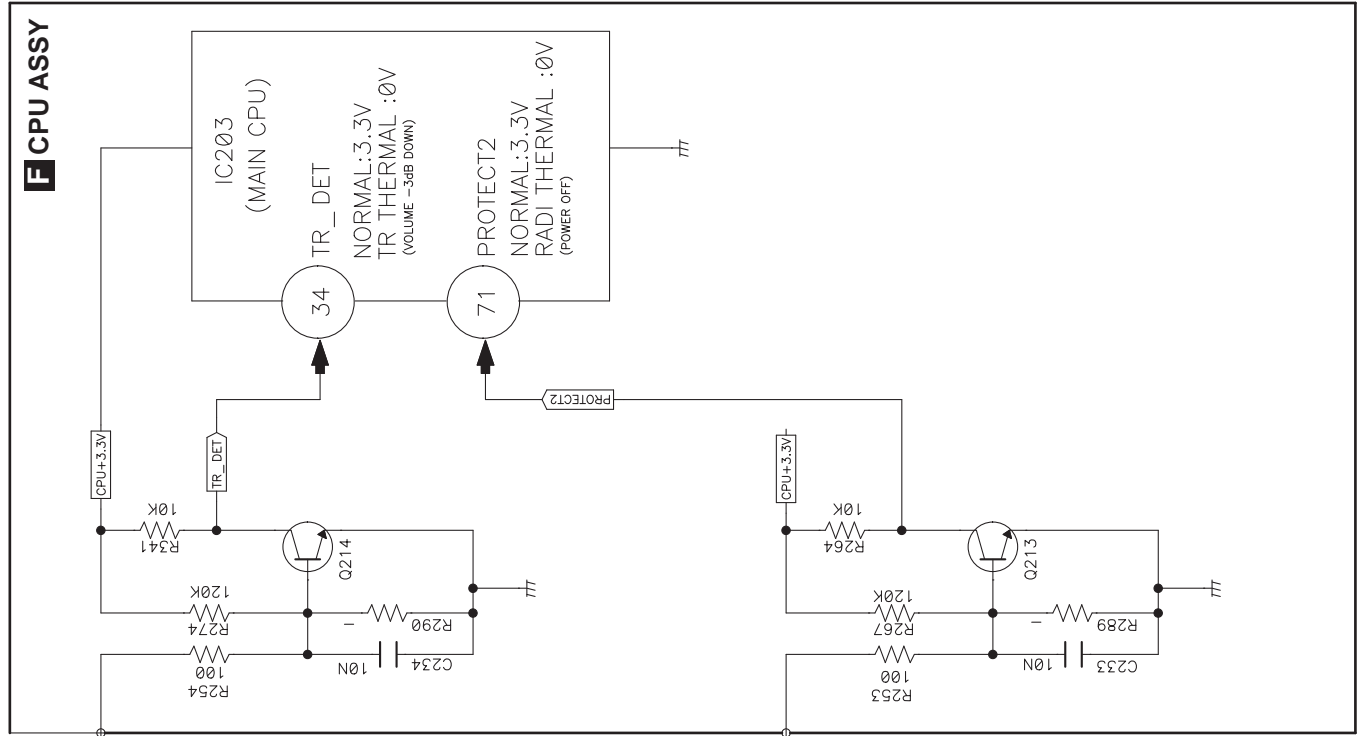 F CPU ASSY
IC203
(MAIN CPU)
34
TR_DET
NORMAL:3.3V
TR THERMAL :0V
(VOLUME -3dB DOWN)
71
PROTECT2
NORMAL:3.3V
RADI THERMAL :0V
(POWER OFF)
CPU+3.3V
TR_DET
PROTECT2
CPU+3.3V
10K
R341
Q214
120K
R274
-
R290
100
R254
10N
C234
10K
R264
Q213
120K
R267
-
R289
100
R253
10N
C233